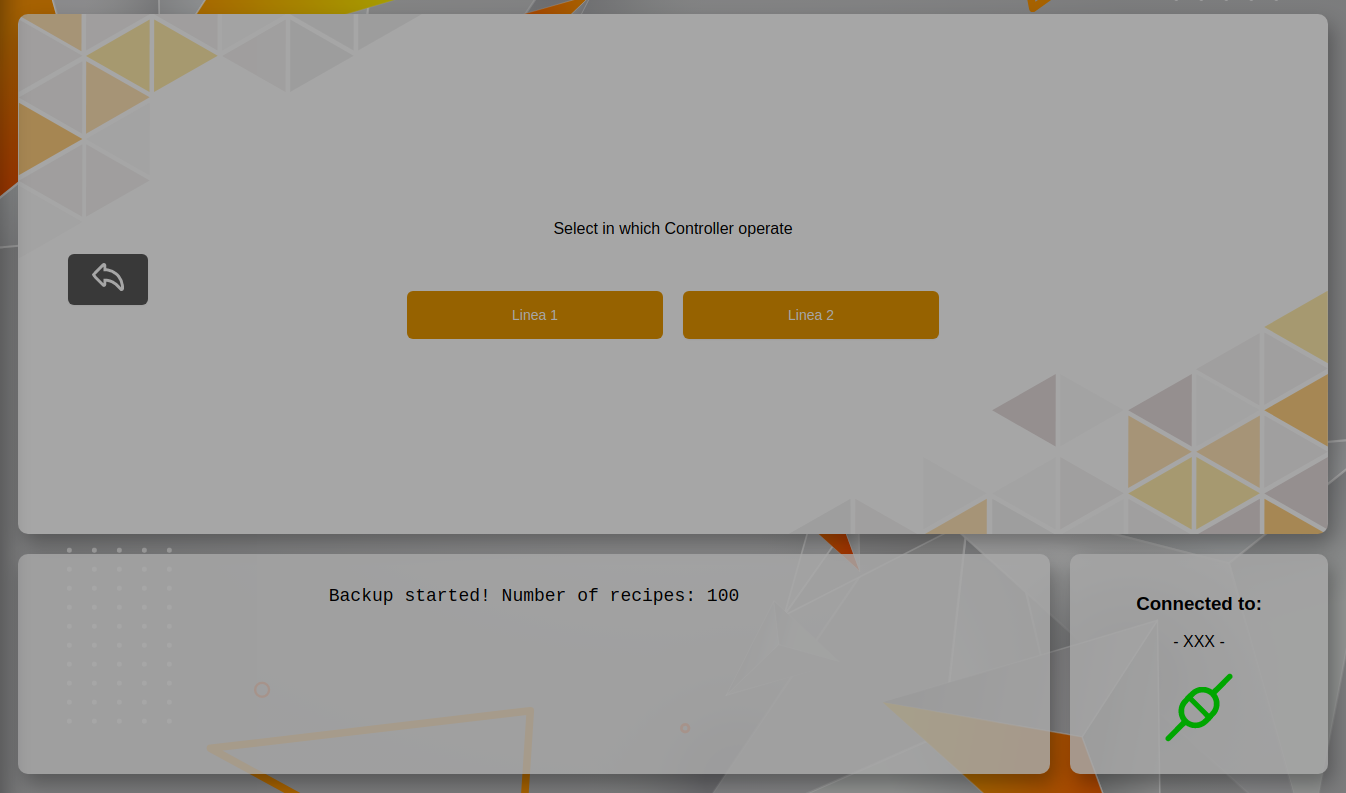 Select in which Controller operate
Linea 1
Linea 2
Backup started! Number of recipes: 100
Connected to:
- XXX -